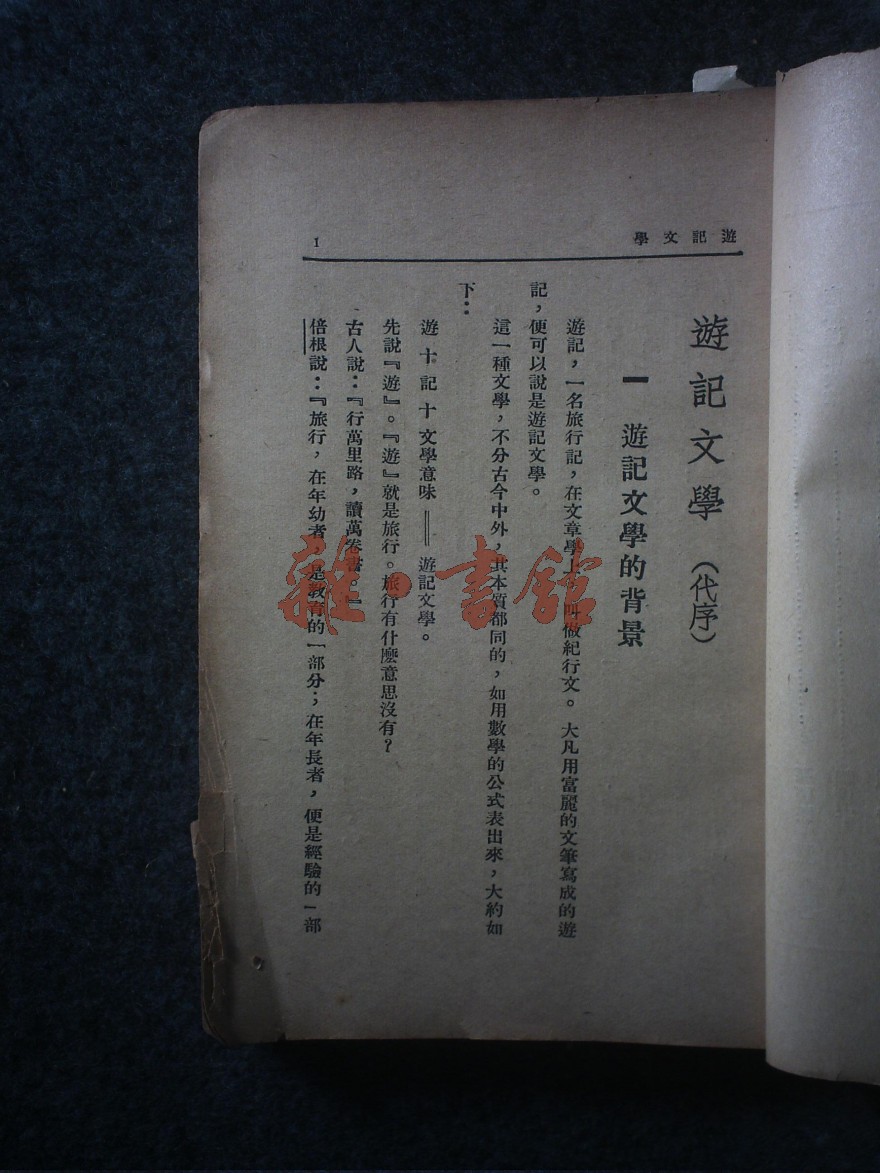 遊記文學
1
遊記文學（代序）
一 遊記文學的背景
遊記，一名旅行記，在文章學上，叫做紀行文。大凡用富麗的文筆寫成的遊
記，便可以說是遊記文學。
這一種文學，不分古今中外，其本質都同的，如用數學的公式表出來，大約如
下：
遊十記十文學意味＝遊記文學。
先說『遊』。『遊』就是旅行。旅行有什麼意思沒有？
古人說：『行萬里路，讀萬卷書。』
倍根說：『旅行，在年幼者，是教育的一部分；在年長者，便是經驗的一部
雜·書館